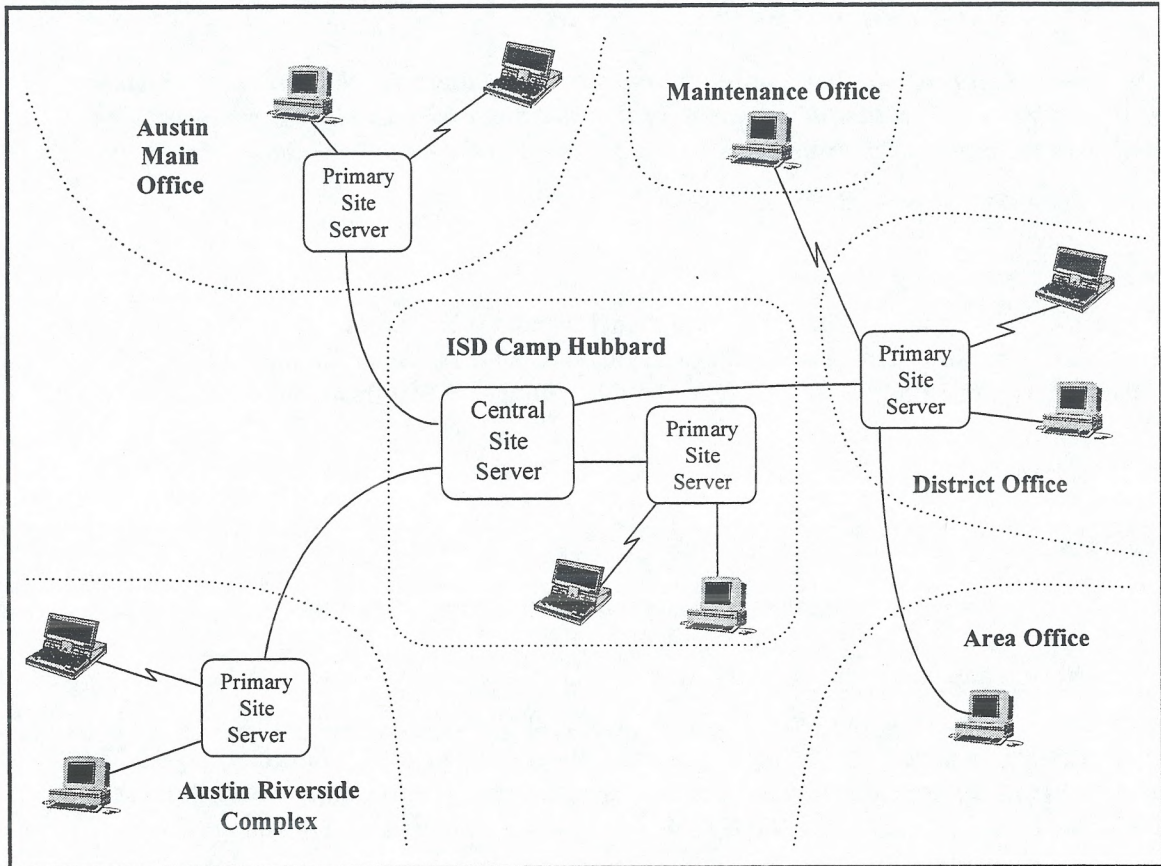 Austin
Main
Office
Primary
Site
Server
Maintenance Office
ISD Camp Hubbard
Central
Site
Server
Primary
Site
Server
Primary
Site
Server
District Office
Area Office
Primary
Site
Server
Austin Riverside
Complex